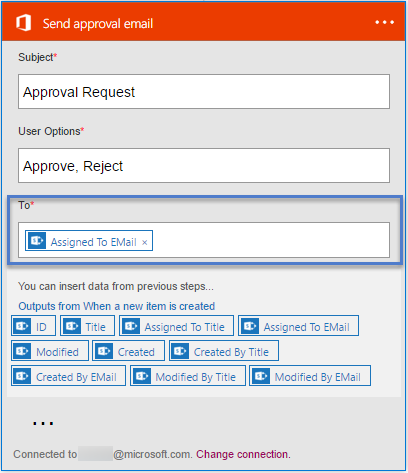 Send approval email
Subject*
Approval Request
User Options*
Approve, Reject
To*
Assigned To EMail ×
You can insert data from previous steps...
Outputs from When a new item is created
ID Title Assigned To Title Assigned To EMail
Modified Created Created By Title
Created By EMail Modified By Title Modified By EMail
...
Connected to @microsoft.com. Change connection.